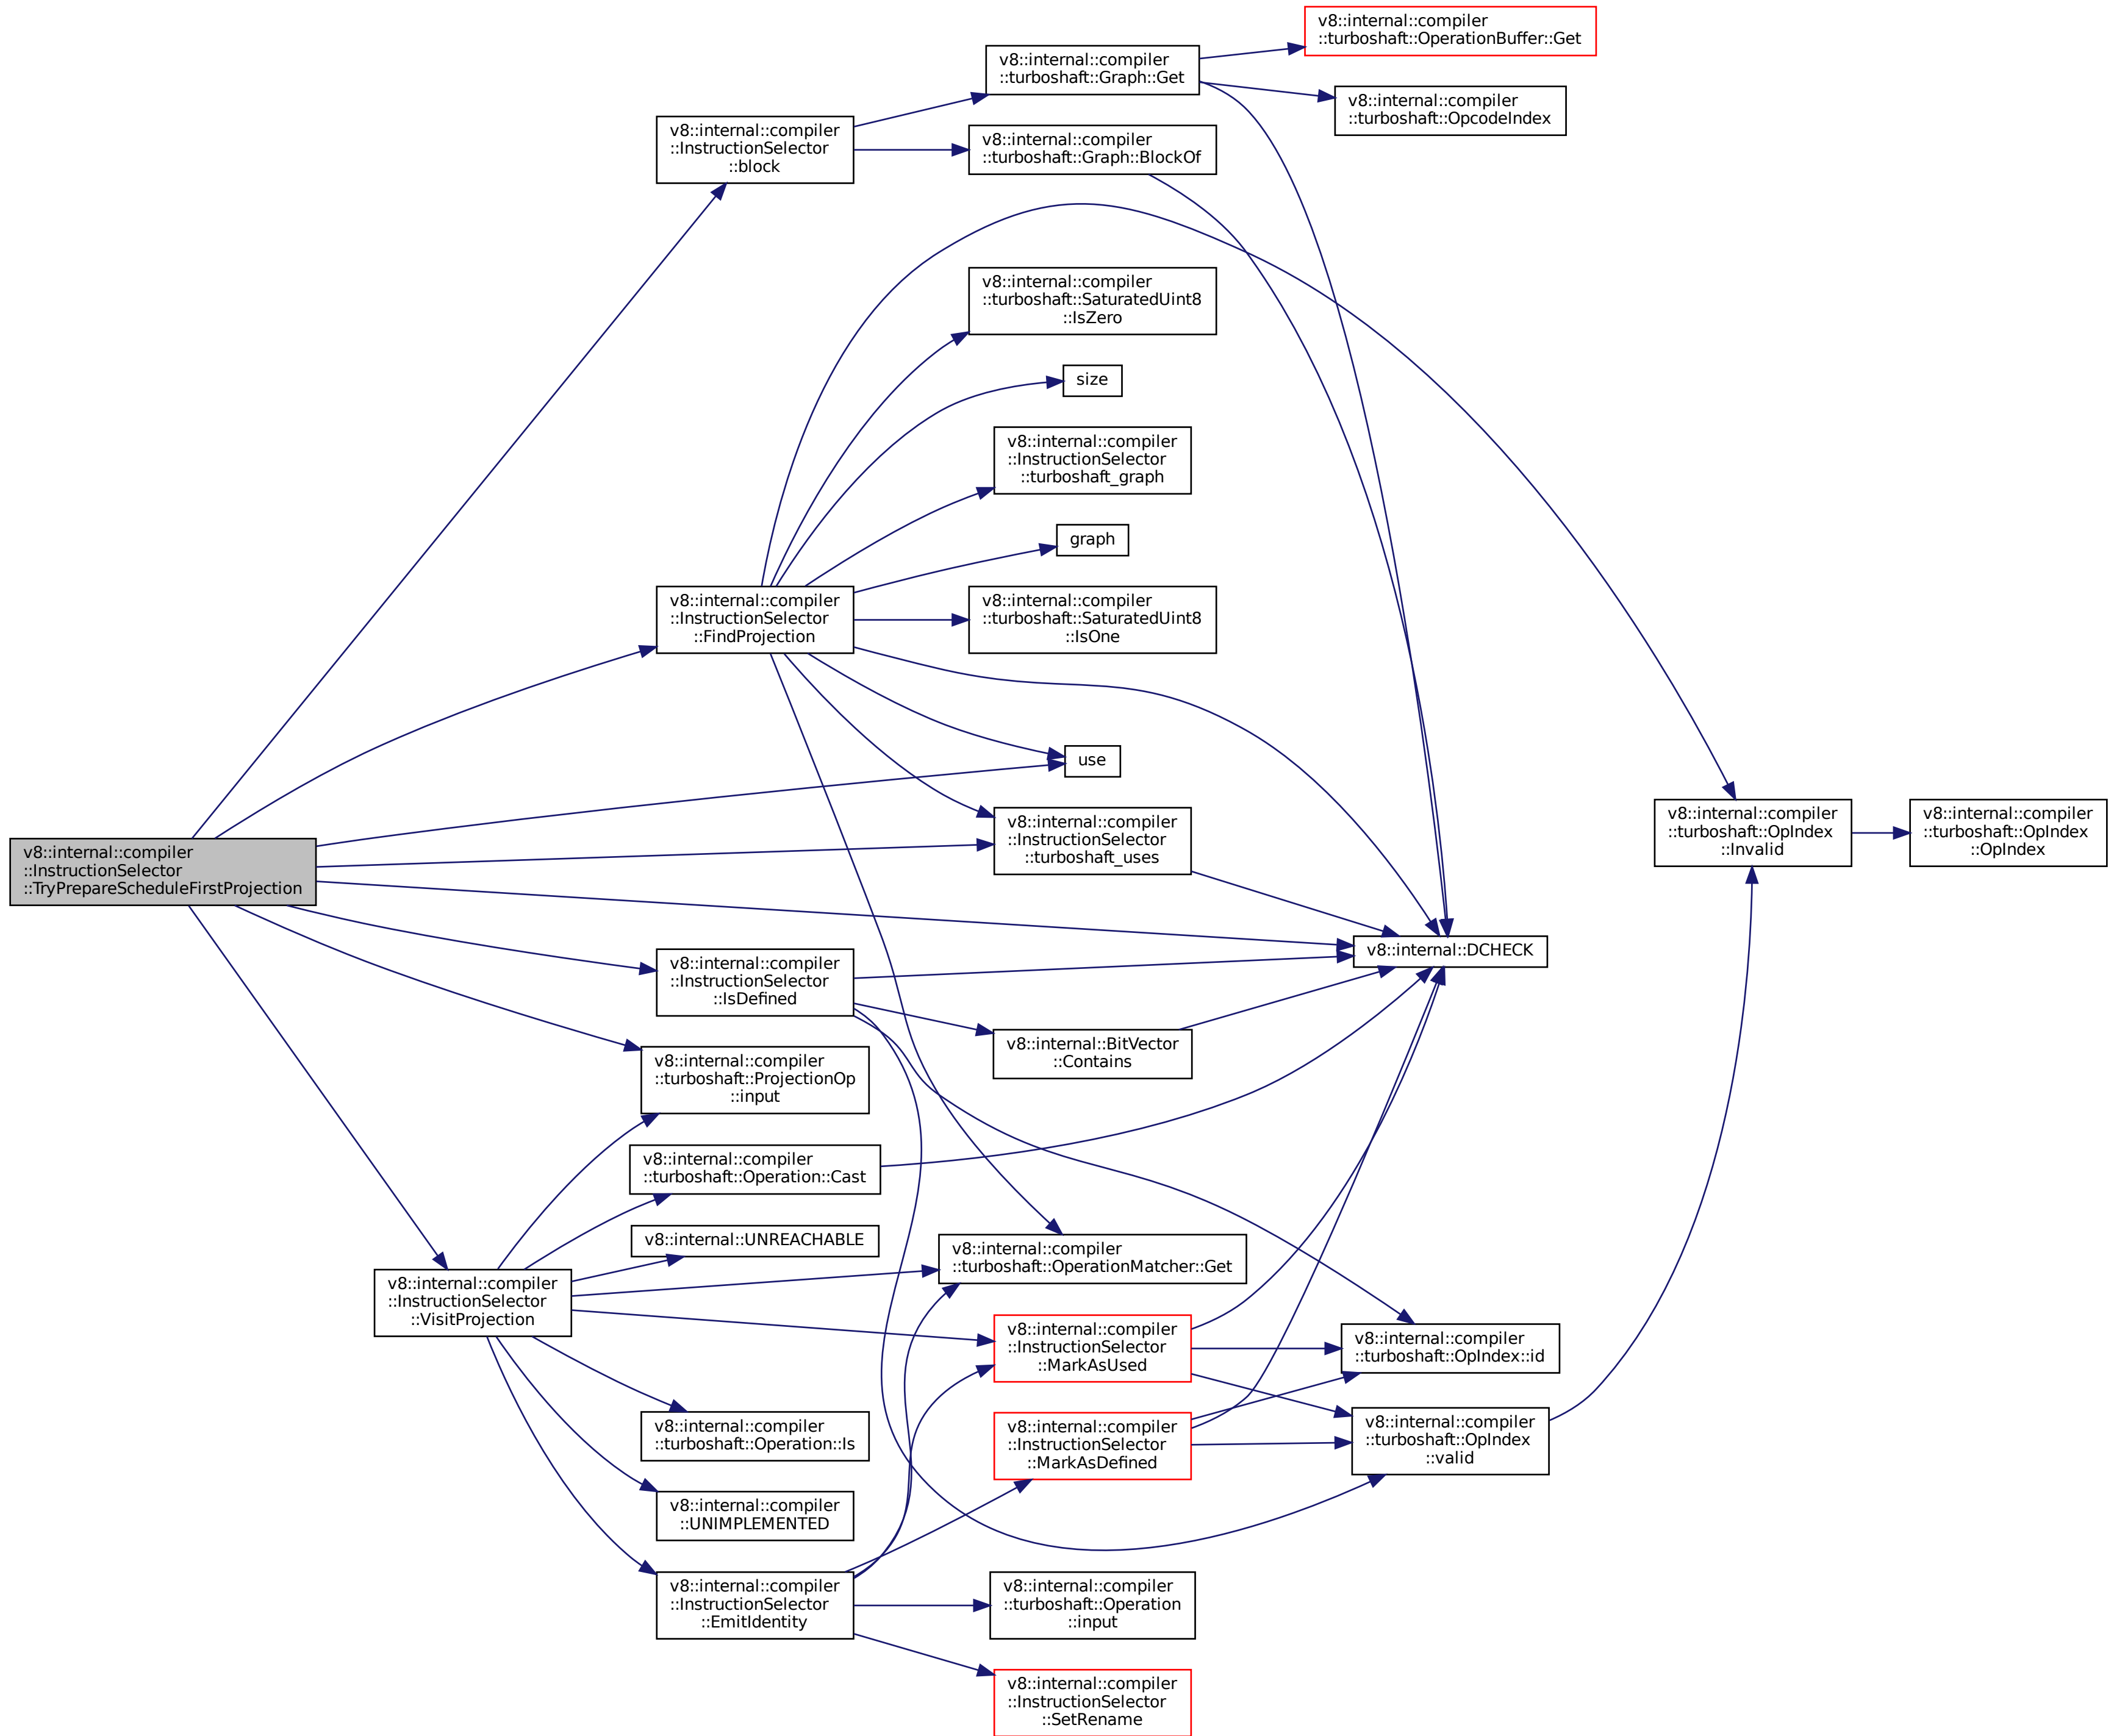 v8::internal::compiler
::turboshaft::OperationBuffer::Get
v8::internal::compiler
::turboshaft::Graph::Get
v8::internal::compiler
::turboshaft::OpcodeIndex
v8::internal::compiler
::InstructionSelector
::block
v8::internal::compiler
::turboshaft::Graph::BlockOf
v8::internal::compiler
::turboshaft::SaturatedUint8
::IsZero
size
v8::internal::compiler
::InstructionSelector
::turboshaft_graph
graph
v8::internal::compiler
::InstructionSelector
::FindProjection
v8::internal::compiler
::turboshaft::SaturatedUint8
::IsOne
use
v8::internal::compiler
::InstructionSelector
::turboshaft_uses
v8::internal::compiler
::turboshaft::OpIndex
::Invalid
v8::internal::compiler
::turboshaft::OpIndex
::OpIndex
v8::internal::compiler
::InstructionSelector
::TryPrepareScheduleFirstProjection
v8::internal::DCHECK
v8::internal::compiler
::InstructionSelector
::IsDefined
v8::internal::BitVector
::Contains
v8::internal::compiler
::turboshaft::ProjectionOp
::input
v8::internal::compiler
::turboshaft::Operation::Cast
v8::internal::UNREACHABLE
v8::internal::compiler
::turboshaft::OperationMatcher::Get
v8::internal::compiler
::InstructionSelector
::VisitProjection
v8::internal::compiler
::InstructionSelector
::MarkAsUsed
v8::internal::compiler
::turboshaft::OpIndex::id
v8::internal::compiler
::turboshaft::Operation::Is
v8::internal::compiler
::InstructionSelector
::MarkAsDefined
v8::internal::compiler
::turboshaft::OpIndex
::valid
v8::internal::compiler
::UNIMPLEMENTED
v8::internal::compiler
::InstructionSelector
::EmitIdentity
v8::internal::compiler
::turboshaft::Operation
::input
v8::internal::compiler
::InstructionSelector
::SetRename